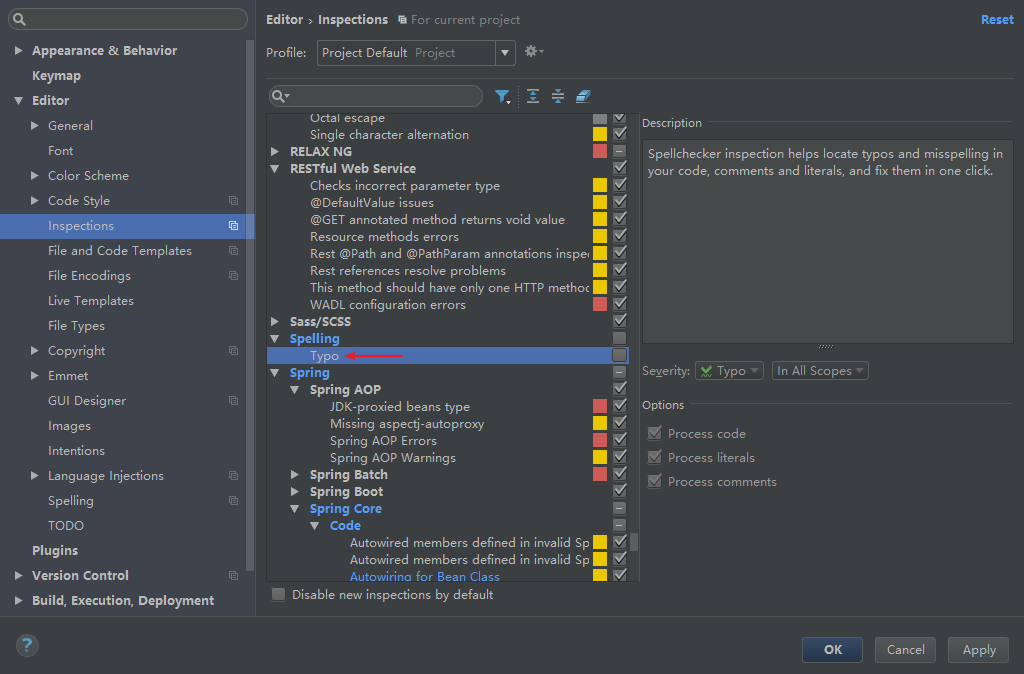 Editor › Inspections For current project Reset
Appearance & Behavior
Keymap
Editor
General
Font
Color Scheme
Code Style
Inspections
File and Code Templates
File Encodings
Live Templates
File Types
Copyright
Emmet
GUI Designer
Images
Intentions
Language Injections
Spelling
TODO
Plugins
Version Control
Build, Execution, Deployment
Profile: Project Default Project
Octal escape
Single character alternation
RELAX NG
RESTful Web Service
Checks incorrect parameter type
@DefaultValue issues
@GET annotated method returns void value
Resource methods errors
Rest @Path and @PathParam annotations inspe
Rest references resolve problems
This method should have only one HTTP metho
WADL configuration errors
Sass/SCSS
Spelling
Typo
Spring
Spring AOP
JDK-proxied beans type
Missing aspectj-autoproxy
Spring AOP Errors
Spring AOP Warnings
Spring Batch
Spring Boot
Spring Core
Code
Autowired members defined in invalid Sp
Autowired members defined in invalid Sp
Autowiring for Bean Class
Disable new inspections by default
Description
Spellchecker inspection helps locate typos and misspelling in
your code, comments and literals, and fix them in one click.
Severity: Typo In All Scopes
Options
Process code
Process literals
Process comments
?
OK Cancel Apply